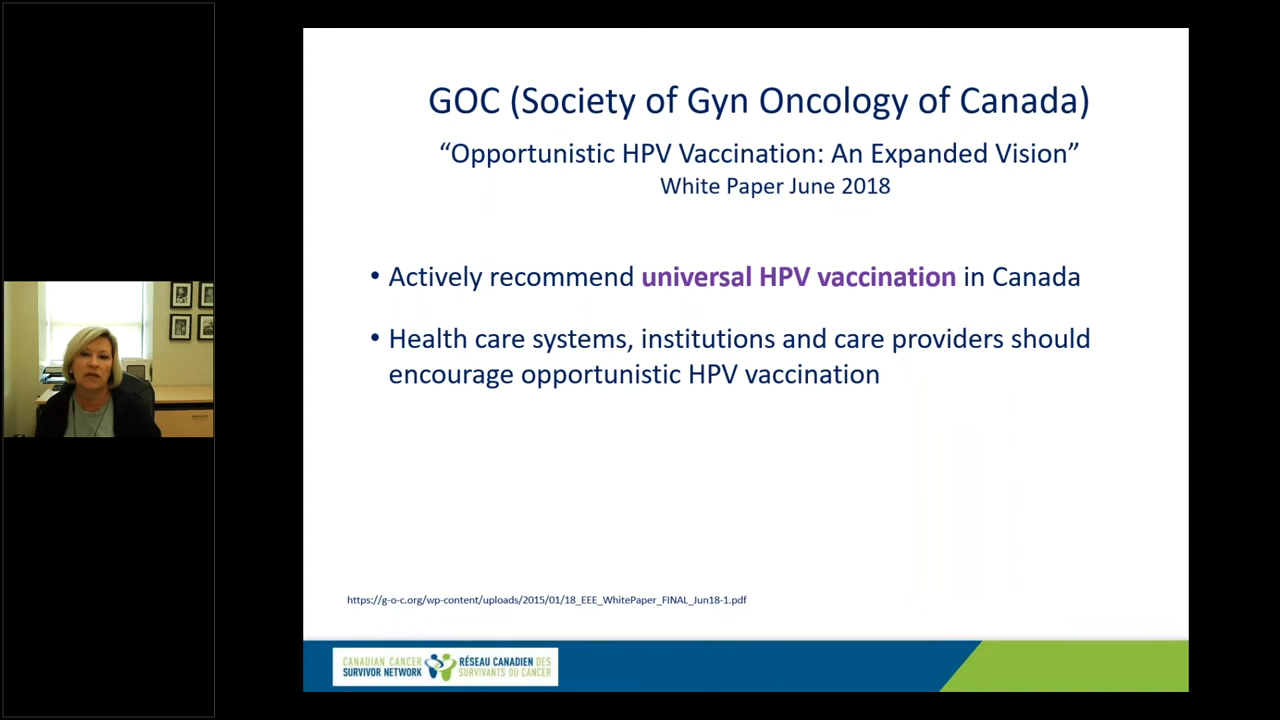 GOC (Society of Gyn Oncology of Canada)
“Opportunistic HPV Vaccination: An Expanded Vision”
White Paper June 2018
• Actively recommend universal HPV vaccination in Canada
• Health care systems, institutions and care providers should
encourage opportunistic HPV vaccination
https://g-o-c.org/wp-content/uploads/2015/01/18_EEE_WhitePaper_FINAL_Jun18-1.pdf
CANADIAN CANCER
SURVIVOR NETWORK
RÉSEAU CANADIEN DES
SURVIVANTS DU CANCER